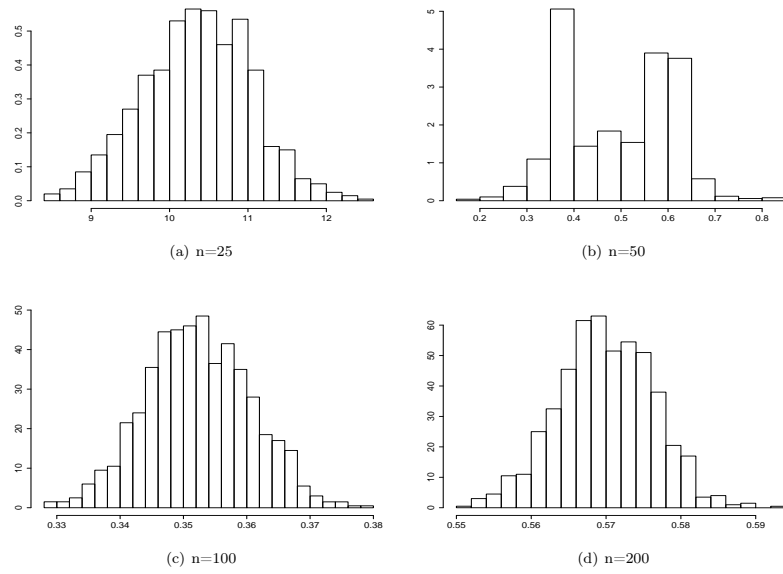 0.0 0.1 0.2 0.3 0.4 0.5
9 10 11 12
(a) n=25
0 1 2 3 4 5
0.2 0.3 0.4 0.5 0.6 0.7 0.8
(b) n=50
0 10 20 30 40 50
0.33 0.34 0.35 0.36 0.37 0.38
(c) n=100
0 10 20 30 40 50 60
0.55 0.56 0.57 0.58 0.59
(d) n=200